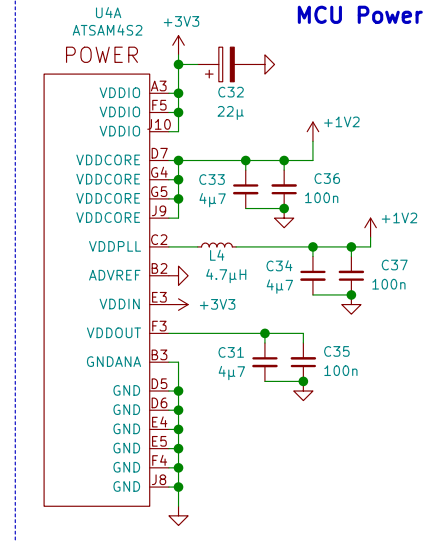 MCU Power
U4A
ATSAM4S2
POWER
+3V3
+
C32
22µ
VDDIO A3
VDDIO F5
VDDIO J10
+1V2
VDDCORE D7
VDDCORE G4
VDDCORE G5
VDDCORE J9
C33
4µ7
C36
100n
+1V2
VDDPLL C2
L4
4.7µH
C34
4µ7
C37
100n
ADVREF B2
VDDIN E3
+3V3
VDDOUT F3
C31
4µ7
C35
100n
GNDANA B3
GND D5
GND D6
GND E4
GND E5
GND F4
GND J8